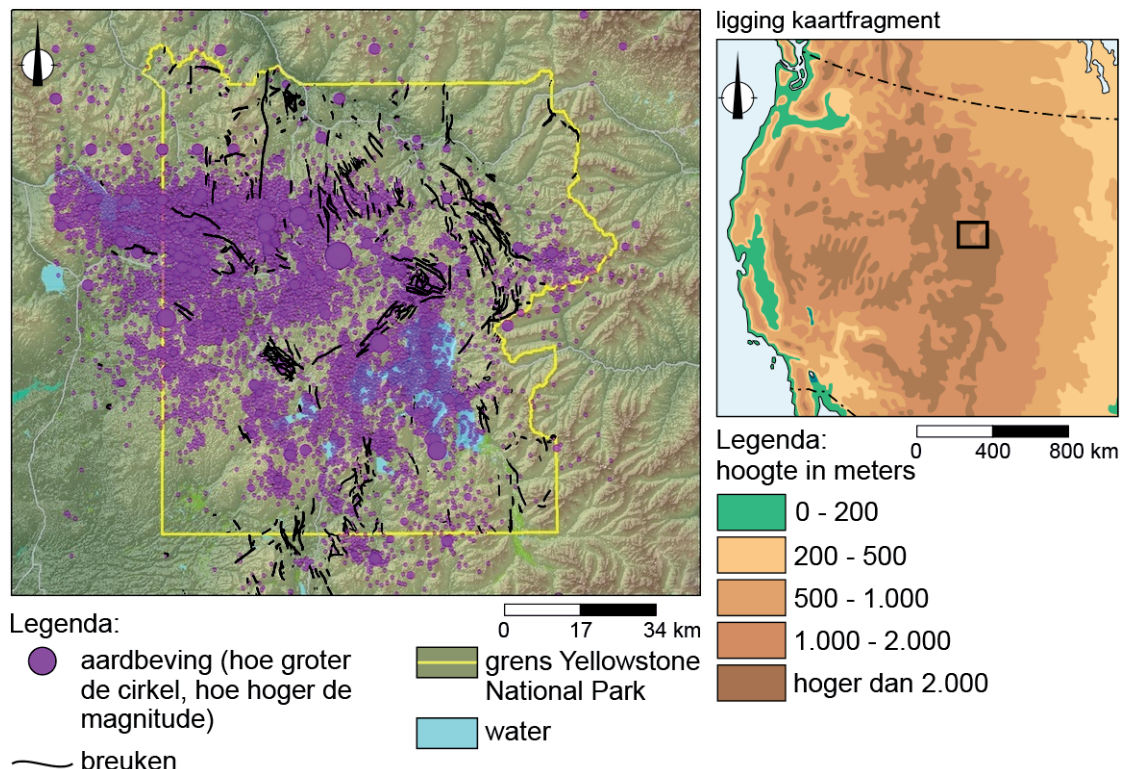 ligging kaartfragment
Legenda:
0 17 34 km
aardbeving (hoe groter
de cirkel, hoe hoger de
magnitude)
breuken
grens Yellowstone
National Park
water
Legenda:
hoogte in meters
0 400 800 km
0 - 200
200 - 500
500 - 1.000
1.000 - 2.000
hoger dan 2.000